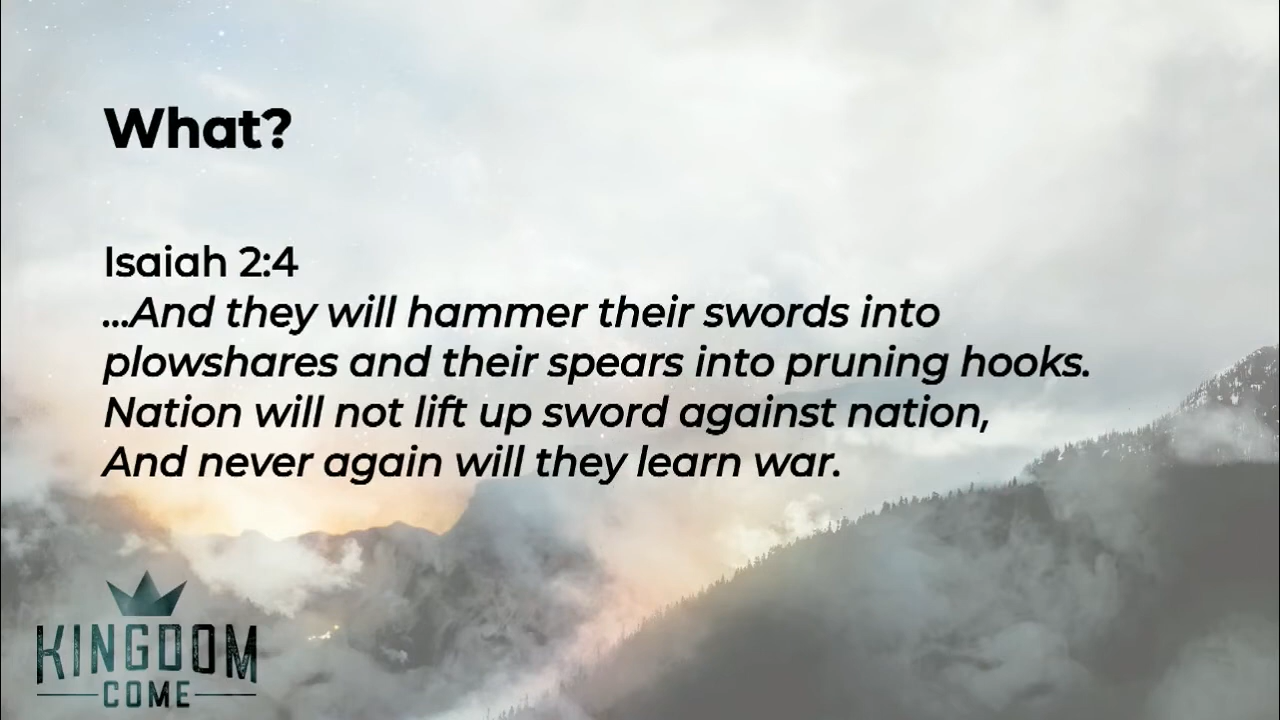 What?
Isaiah 2:4
...And they will hammer their swords into
plowshares and their spears into pruning hooks.
Nation will not lift up sword against nation,
And never again will they learn war.
KINGDOM
COME